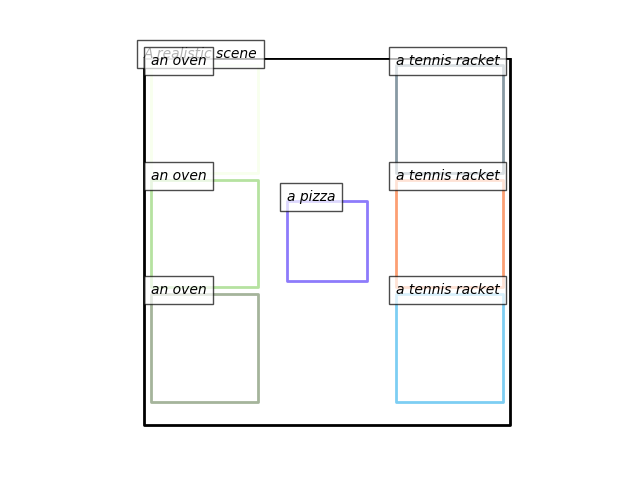 A realistic scene
an oven
a tennis racket
an oven
a tennis racket
a pizza
an oven
a tennis racket